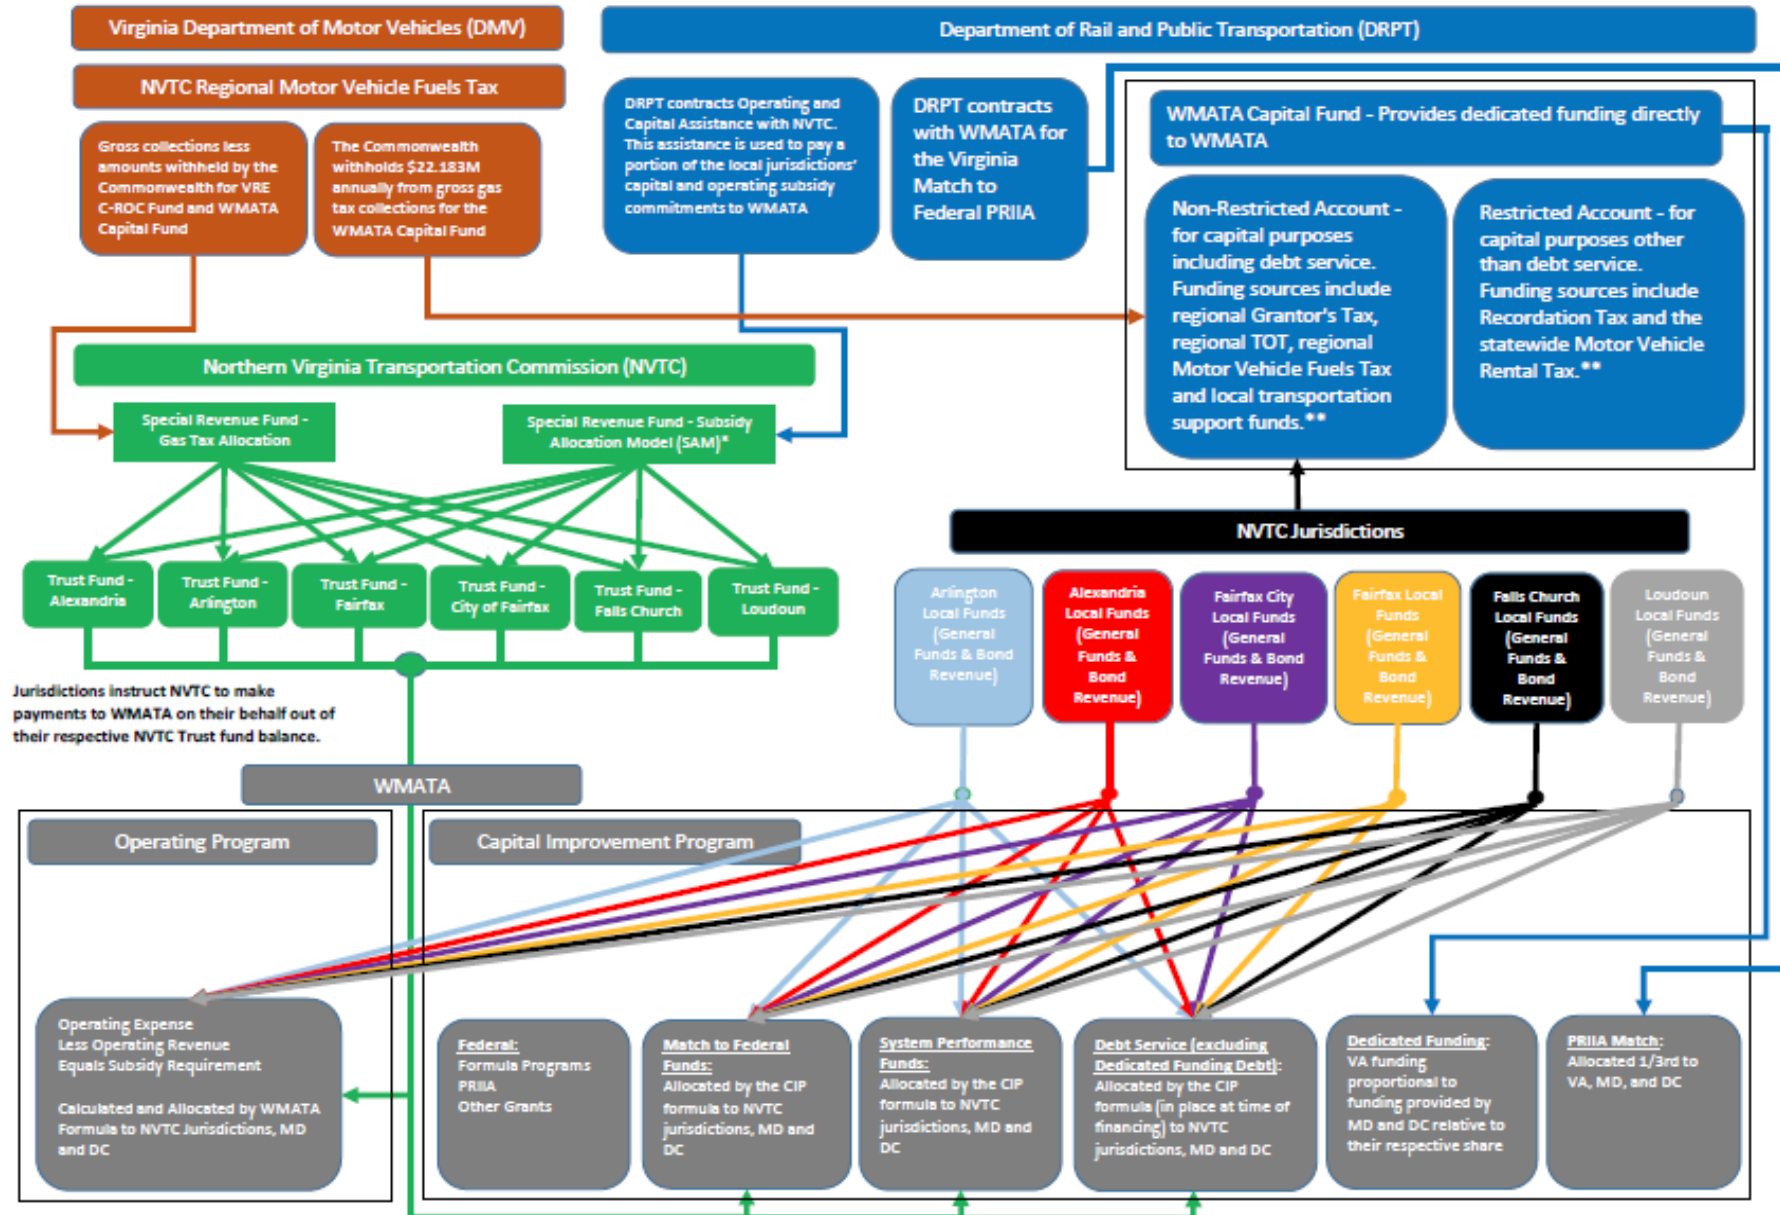 Virginia Department of Motor Vehicles (DMV)
Department of Rail and Public Transportation (DRPT)
NVTC Regional Motor Vehicle Fuels Tax
Gross collections less
amounts withheld by the
Commonwealth for VRE
C-ROC Fund and WMATA
Capital Fund
The Commonwealth
withholds $22.183M
annually from gross gas
tax collections for the
WMATA Capital Fund
DRPT contracts Operating and
Capital Assistance with NVTC.
This assistance is used to pay a
portion of the local jurisdictions'
capital and operating subsidy
commitments to WMATA
DRPT contracts
with WMATA for
the Virginia
Match to
Federal PRIIA
WMATA Capital Fund - Provides dedicated funding directly
to WMATA
Non-Restricted Account -
for capital purposes
including debt service.
Funding sources include
regional Grantor's Tax,
regional TOT, regional
Motor Vehicle Fuels Tax
and local transportation
support funds.**
Restricted Account - for
capital purposes other
than debt service.
Funding sources include
Recordation Tax and the
statewide Motor Vehicle
Rental Tax.**
Northern Virginia Transportation Commission (NVTC)
Special Revenue Fund -
Gas Tax Allocation
Special Revenue Fund - Subsidy
Allocation Model (SAM)*
Trust Fund -
Alexandria
Trust Fund -
Arlington
Trust Fund -
Fairfax
Trust Fund -
City of Fairfax
Trust Fund -
Falls Church
Trust Fund -
Loudoun
Jurisdictions instruct NVTC to make
payments to WMATA on their behalf out of
their respective NVTC Trust fund balance.
NVTC Jurisdictions
Arlington
Local Funds
(General
Funds & Bond
Revenue)
Alexandria
Local Funds
(General
Funds &
Bond
Revenue)
Fairfax City
Local Funds
(General
Funds & Bond
Revenue)
Fairfax Local
Funds
(General
Funds &
Bond
Revenue)
Falls Church
Local Funds
(General
Funds &
Bond
Revenue)
Loudoun
Local Funds
(General
Funds &
Bond
Revenue)
WMATA
Operating Program
Capital Improvement Program
Operating Expense
Less Operating Revenue
Equals Subsidy Requirement
Calculated and Allocated by WMATA
Formula to NVTC Jurisdictions, MD
and DC
Federal:
Formula Programs
PRIIA
Other Grants
Match to Federal
Funds:
Allocated by the CIP
formula to NVTC
jurisdictions, MD and
DC
System Performance
Funds:
Allocated by the CIP
formula to NVTC
jurisdictions, MD and
DC
Debt Service (excluding
Dedicated Funding Debt):
Allocated by the CIP
formula (in place at time of
financing) to NVTC
jurisdictions, MD and DC
Dedicated Funding:
VA funding
proportional to
funding provided by
MD and DC relative to
their respective share
PRIIA Match:
Allocated 1/3rd to
VA, MD, and DC